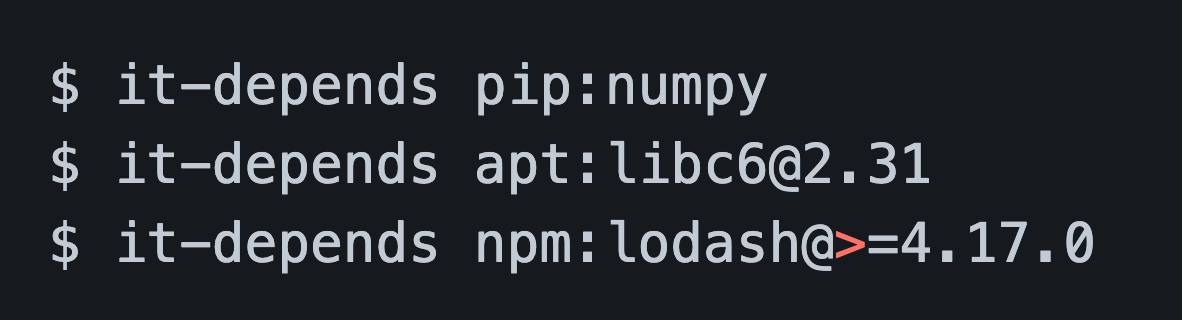 $ it-depends pip:numpy
$ it-depends apt:libc6@2.31
$ it-depends npm:lodash@>=4.17.0